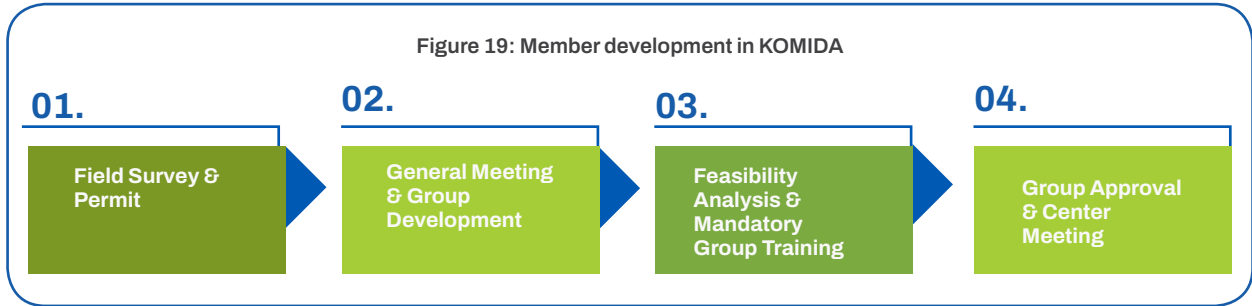 Figure 19: Member development in KOMIDA
01.
Field Survey &
Permit
02.
General Meeting
& Group
Development
03.
Feasibility
Analysis &
Mandatory
Group Training
04.
Group Approval
& Center
Meeting